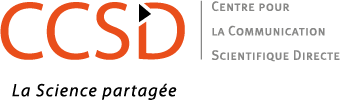 CCSD
CENTRE POUR
LA COMMUNICATION
SCIENTIFIQUE DIRECTE
La Science partagée